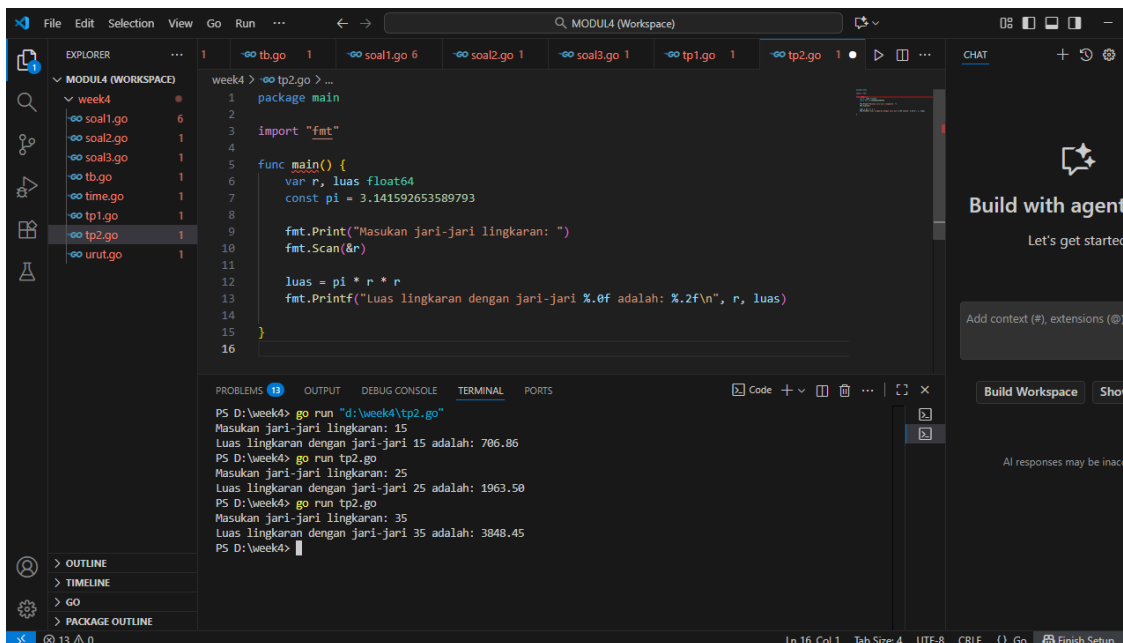 File Edit Selection View Go Run ... MODUL4 (Workspace)
EXPLORER ... 1 tb.go 1 soal1.go 6 soal2.go 1 soal3.go 1 tp1.go 1 tp2.go 1 ... CHAT
MODUL4 (WORKSPACE)
week4
soal1.go 6
soal2.go 1
soal3.go 1
tb.go 1
time.go 1
tp1.go 1
tp2.go 1
urut.go 1
OUTLINE
TIMELINE
GO
PACKAGE OUTLINE
week4 > tp2.go > ...
1 package main
2
3 import "fmt"
4
5 func main() {
6 var r, luas float64
7 const pi = 3.141592653589793
8
9 fmt.Print("Masukan jari-jari lingkaran: ")
10 fmt.Scan(&r)
11
12 luas = pi * r * r
13 fmt.Printf("Luas lingkaran dengan jari-jari %.0f adalah: %.2f\n", r, luas)
14
15 }
16
PROBLEMS 13 OUTPUT DEBUG CONSOLE TERMINAL PORTS Code
PS D:\week4> go run "d:\week4\tp2.go"
Masukan jari-jari lingkaran: 15
Luas lingkaran dengan jari-jari 15 adalah: 706.86
PS D:\week4> go run tp2.go
Masukan jari-jari lingkaran: 25
Luas lingkaran dengan jari-jari 25 adalah: 1963.50
PS D:\week4> go run tp2.go
Masukan jari-jari lingkaran: 35
Luas lingkaran dengan jari-jari 35 adalah: 3848.45
PS D:\week4>
Build with agent
Let's get started
Add context (#), extensions (@)
Build Workspace Show
AI responses may be inacc
13 0 Ln 16, Col 1 Tab Size: 4 UTF-8 CRLF {} Go Finish Setup